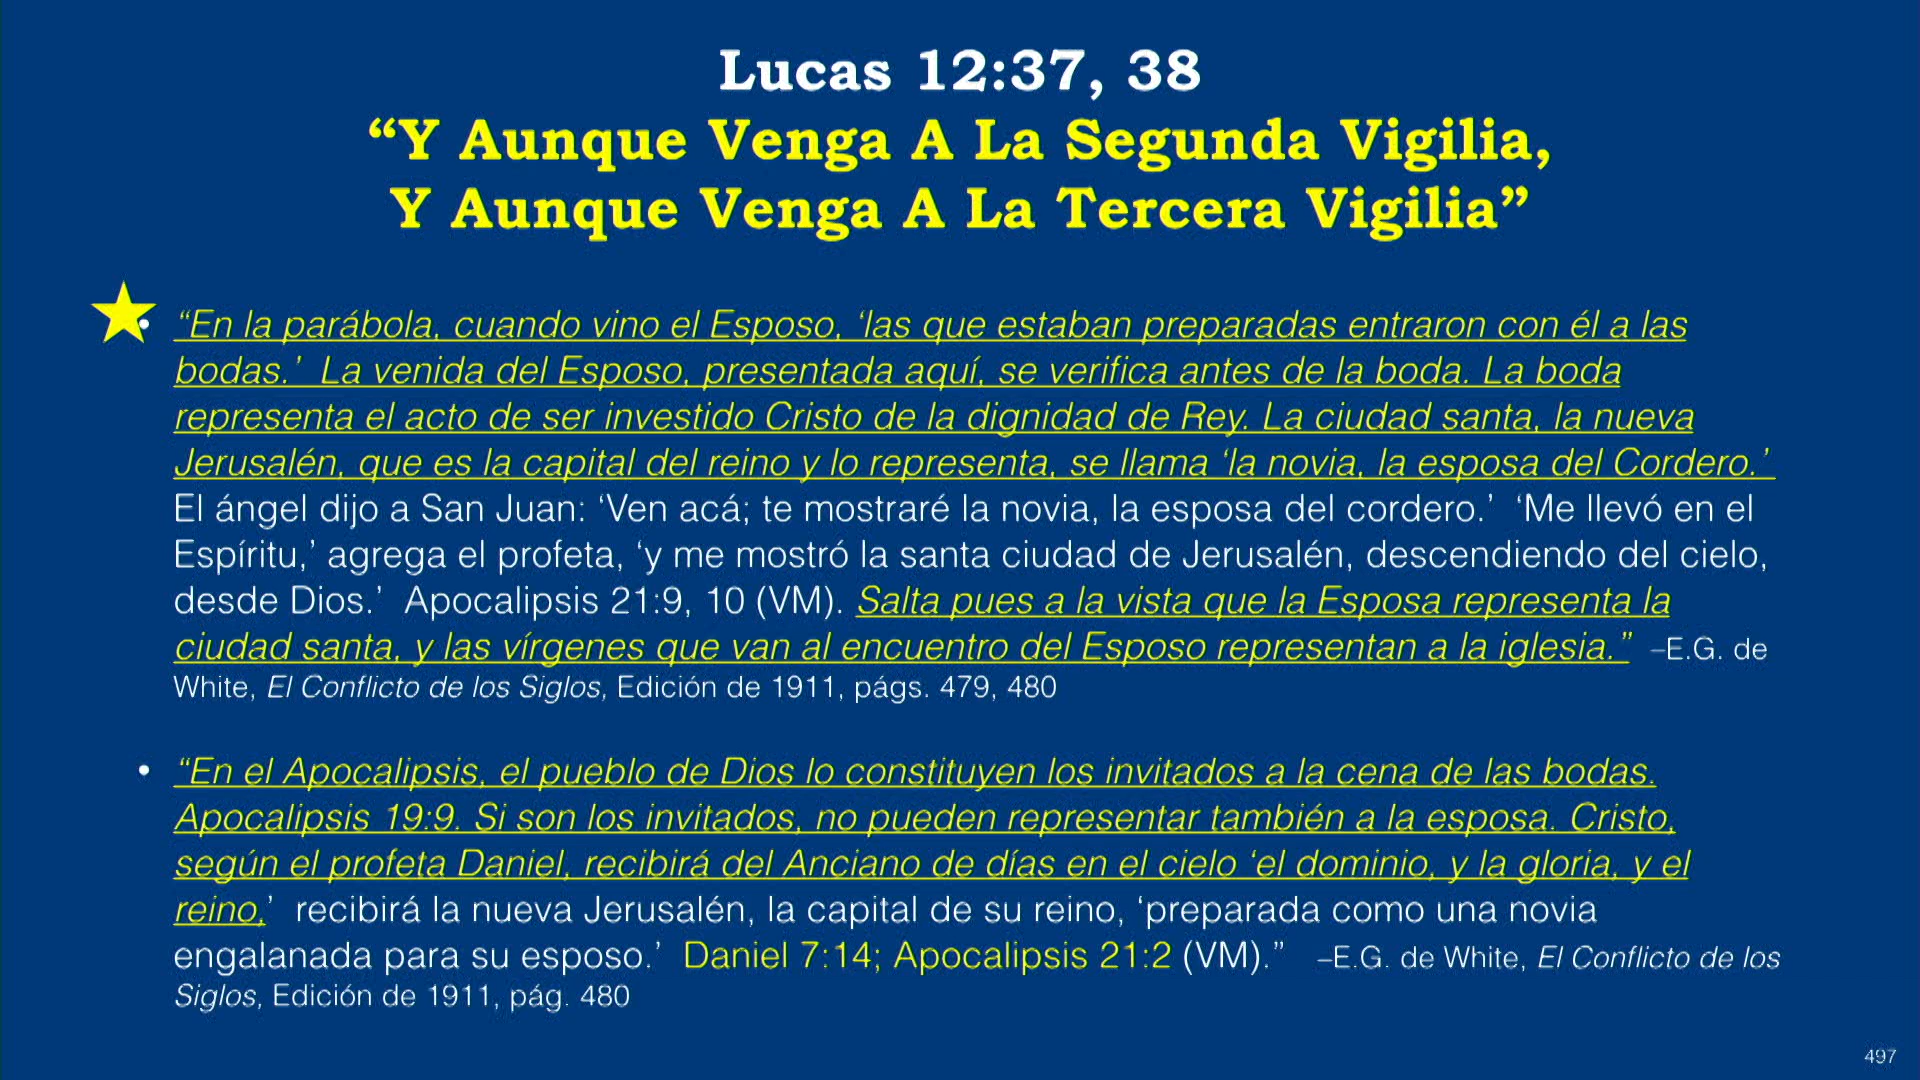 Lucas 12:37, 38
“Y Aunque Venga A La Segunda Vigilia,
Y Aunque Venga A La Tercera Vigilia”
• “En la parábola, cuando vino el Esposo, ‘las que estaban preparadas entraron con él a las
bodas.’ La venida del Esposo, presentada aquí, se verifica antes de la boda. La boda
representa el acto de ser investido Cristo de la dignidad de Rey. La ciudad santa, la nueva
Jerusalén, que es la capital del reino y lo representa, se llama ‘la novia, la esposa del Cordero.’
El ángel dijo a San Juan: ‘Ven acá; te mostraré la novia, la esposa del cordero.’ ‘Me llevó en el
Espíritu,’ agrega el profeta, ‘y me mostró la santa ciudad de Jerusalén, descendiendo del cielo,
desde Dios.’ Apocalipsis 21:9, 10 (VM). Salta pues a la vista que la Esposa representa la
ciudad santa, y las vírgenes que van al encuentro del Esposo representan a la iglesia.” –E.G. de
White, El Conflicto de los Siglos, Edición de 1911, págs. 479, 480
• “En el Apocalipsis, el pueblo de Dios lo constituyen los invitados a la cena de las bodas.
Apocalipsis 19:9. Si son los invitados, no pueden representar también a la esposa. Cristo,
según el profeta Daniel, recibirá del Anciano de días en el cielo ‘el dominio, y la gloria, y el
reino,’ recibirá la nueva Jerusalén, la capital de su reino, ‘preparada como una novia
engalanada para su esposo.’ Daniel 7:14; Apocalipsis 21:2 (VM).” –E.G. de White, El Conflicto de los
Siglos, Edición de 1911, pág. 480
497